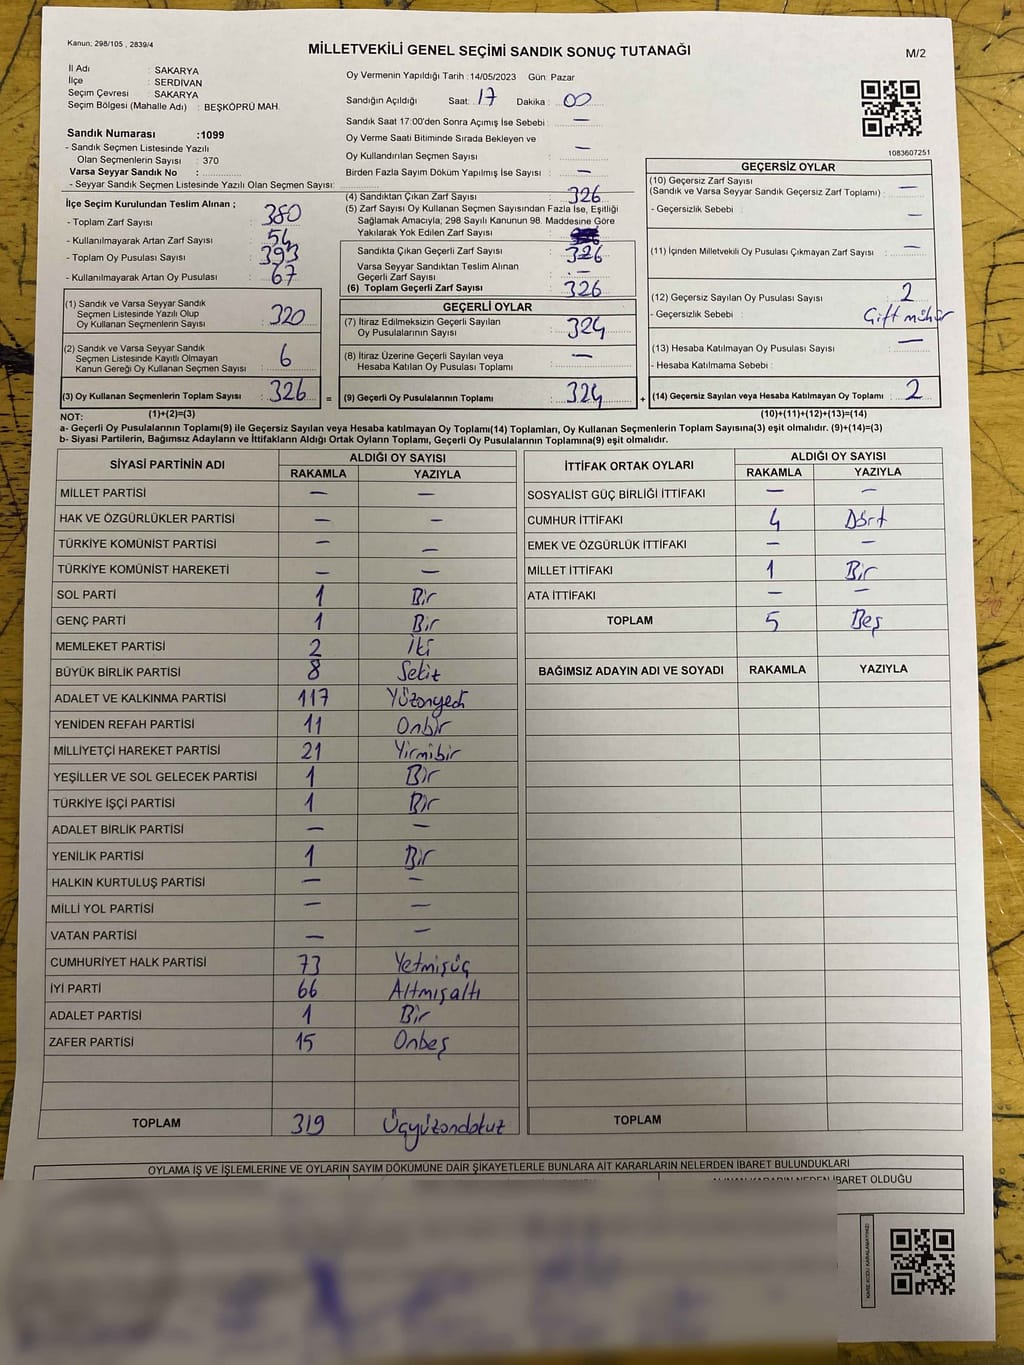 Kanun: 298/105 , 2839/4
MİLLETVEKİLİ GENEL SEÇİMİ SANDIK SONUÇ TUTANAĞI
M/2
İl Adı : SAKARYA
İlçe : SERDİVAN
Seçim Çevresi : SAKARYA
Seçim Bölgesi (Mahalle Adı) : BEŞKÖPRÜ MAH.
Sandık Numarası :1099
- Sandık Seçmen Listesinde Yazılı
Olan Seçmenlerin Sayısı : 370
Varsa Seyyar Sandık No :
- Seyyar Sandık Seçmen Listesinde Yazılı Olan Seçmen Sayısı:
Oy Vermenin Yapıldığı Tarih :14/05/2023 Gün: Pazar
Sandığın Açıldığı Saat: 17 Dakika : 00
Sandık Saat 17:00'den Sonra Açımış İse Sebebi : —
Oy Verme Saati Bitiminde Sırada Bekleyen ve
Oy Kullandırılan Seçmen Sayısı : —
Birden Fazla Sayım Döküm Yapılmış İse Sayısı : —
1083607251
İlçe Seçim Kurulundan Teslim Alınan ;
- Toplam Zarf Sayısı : 380
- Kullanılmayarak Artan Zarf Sayısı : 54
- Toplam Oy Pusulası Sayısı : 393
- Kullanılmayarak Artan Oy Pusulası : 67
(1) Sandık ve Varsa Seyyar Sandık
Seçmen Listesinde Yazılı Olup
Oy Kullanan Seçmenlerin Sayısı : 320
(2) Sandık ve Varsa Seyyar Sandık
Seçmen Listesinde Kayıtlı Olmayan
Kanun Gereği Oy Kullanan Seçmen Sayısı : 6
(3) Oy Kullanan Seçmenlerin Toplam Sayısı : 326 =
(4) Sandıktan Çıkan Zarf Sayısı : 326
(5) Zarf Sayısı Oy Kullanan Seçmen Sayısından Fazla İse, Eşitliği
Sağlamak Amacıyla, 298 Sayılı Kanunun 98. Maddesine Göre
Yakılarak Yok Edilen Zarf Sayısı :
Sandıkta Çıkan Geçerli Zarf Sayısı : 326
Varsa Seyyar Sandıktan Teslim Alınan
Geçerli Zarf Sayısı : —
(6) Toplam Geçerli Zarf Sayısı : 326
GEÇERLİ OYLAR
(7) İtiraz Edilmeksizin Geçerli Sayılan
Oy Pusulalarının Sayısı : 324
(8) İtiraz Üzerine Geçerli Sayılan veya
Hesaba Katılan Oy Pusulası Toplamı : —
(9) Geçerli Oy Pusulalarının Toplamı : 324 +
GEÇERSİZ OYLAR
(10) Geçersiz Zarf Sayısı
(Sandık ve Varsa Seyyar Sandık Geçersiz Zarf Toplamı) : —
- Geçersizlik Sebebi : —
(11) İçinden Milletvekili Oy Pusulası Çıkmayan Zarf Sayısı : —
(12) Geçersiz Sayılan Oy Pusulası Sayısı : 2
- Geçersizlik Sebebi : Çift mühür
(13) Hesaba Katılmayan Oy Pusulası Sayısı : —
- Hesaba Katılmama Sebebi :
(14) Geçersiz Sayılan veya Hesaba Katılmayan Oy Toplamı : 2
NOT: (1)+(2)=(3) (10)+(11)+(12)+(13)=(14)
a- Geçerli Oy Pusulaları Toplamı(9) ile Geçersiz Sayılan veya Hesaba katılmayan Oy Toplamı(14) Toplamları, Oy Kullanan Seçmenlerin Toplam Sayısına(3) eşit olmalıdır. (9)+(14)=(3)
b- Siyasi Partilerin, Bağımsız Adayların ve İttifakların Aldığı Ortak Oyların Toplamı, Geçerli Oy Pusulalarının Toplamına(9) eşit olmalıdır.
SİYASİ PARTİNİN ADI ALDIĞI OY SAYISI
RAKAMLA YAZIYLA
MİLLET PARTİSİ — —
HAK VE ÖZGÜRLÜKLER PARTİSİ — —
TÜRKİYE KOMÜNİST PARTİSİ — —
TÜRKİYE KOMÜNİST HAREKETİ — —
SOL PARTİ 1 Bir
GENÇ PARTİ 1 Bir
MEMLEKET PARTİSİ 2 İki
BÜYÜK BİRLİK PARTİSİ 8 Sekiz
ADALET VE KALKINMA PARTİSİ 117 Yüzonyedi
YENİDEN REFAH PARTİSİ 11 Onbir
MİLLİYETÇİ HAREKET PARTİSİ 21 Yirmibir
YEŞİLLER VE SOL GELECEK PARTİSİ 1 Bir
TÜRKİYE İŞÇİ PARTİSİ 1 Bir
ADALET BİRLİK PARTİSİ — —
YENİLİK PARTİSİ 1 Bir
HALKIN KURTULUŞ PARTİSİ — —
MİLLİ YOL PARTİSİ — —
VATAN PARTİSİ — —
CUMHURİYET HALK PARTİSİ 73 Yetmişüç
İYİ PARTİ 66 Altmışaltı
ADALET PARTİSİ 1 Bir
ZAFER PARTİSİ 15 Onbeş
TOPLAM 319 Üçyüzondokuz
İTTİFAK ORTAK OYLARI ALDIĞI OY SAYISI
RAKAMLA YAZIYLA
SOSYALİST GÜÇ BİRLİĞİ İTTİFAKI — —
CUMHUR İTTİFAKI 4 Dört
EMEK VE ÖZGÜRLÜK İTTİFAKI — —
MİLLET İTTİFAKI 1 Bir
ATA İTTİFAKI — —
TOPLAM 5 Beş
BAĞIMSIZ ADAYIN ADI VE SOYADI RAKAMLA YAZIYLA
TOPLAM
OYLAMA İŞ VE İŞLEMLERİNE VE OYLARIN SAYIM DÖKÜMÜNE DAİR ŞİKAYETLERLE BUNLARA AİT KARARLARIN NELERDEN İBARET BULUNDUKLARI
ALINAN KARARIN NEDEN İBARET OLDUĞU